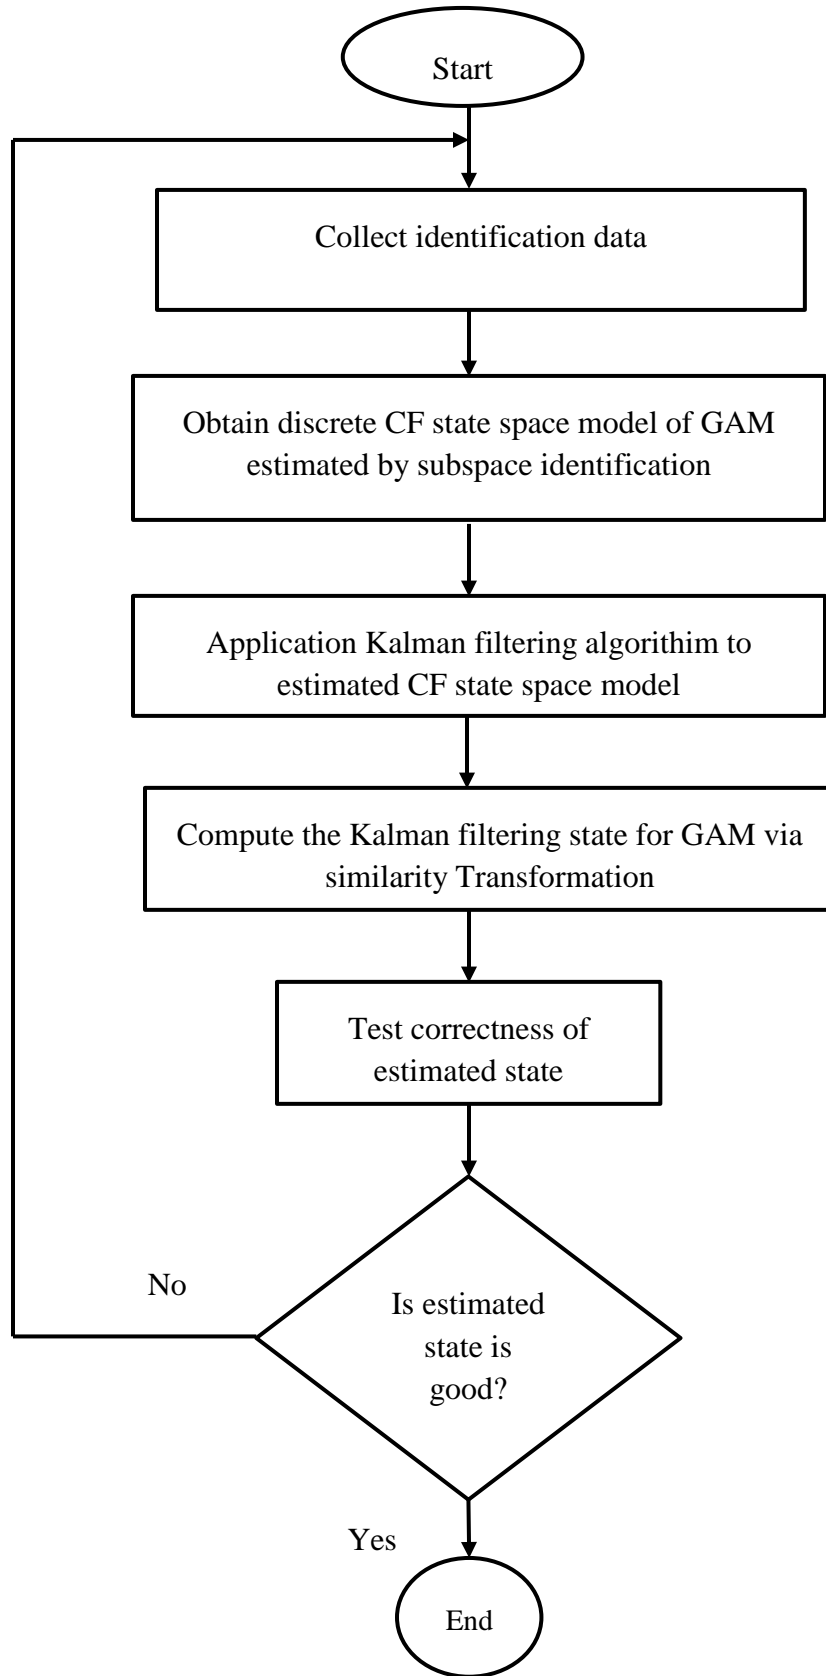 Start
Collect identification data
Obtain discrete CF state space model of GAM
estimated by subspace identification
Application Kalman filtering algorithim to
estimated CF state space model
Compute the Kalman filtering state for GAM via
similarity Transformation
Test correctness of
estimated state
No
Is estimated
state is
good?
Yes
End